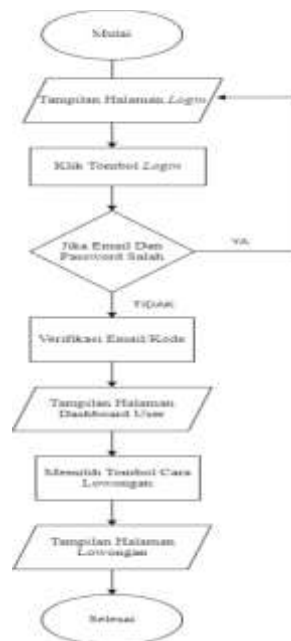 Mulai
Tampilan Halaman Login
Klik Tombol Login
Jika Email Dan
Password Salah
YA
TIDAK
Verifikasi Email/Kode
Tampilan Halaman
Dashboard User
Memilih Tombol Cara
Lowongan
Tampilan Halaman
Lowongan
Selesai